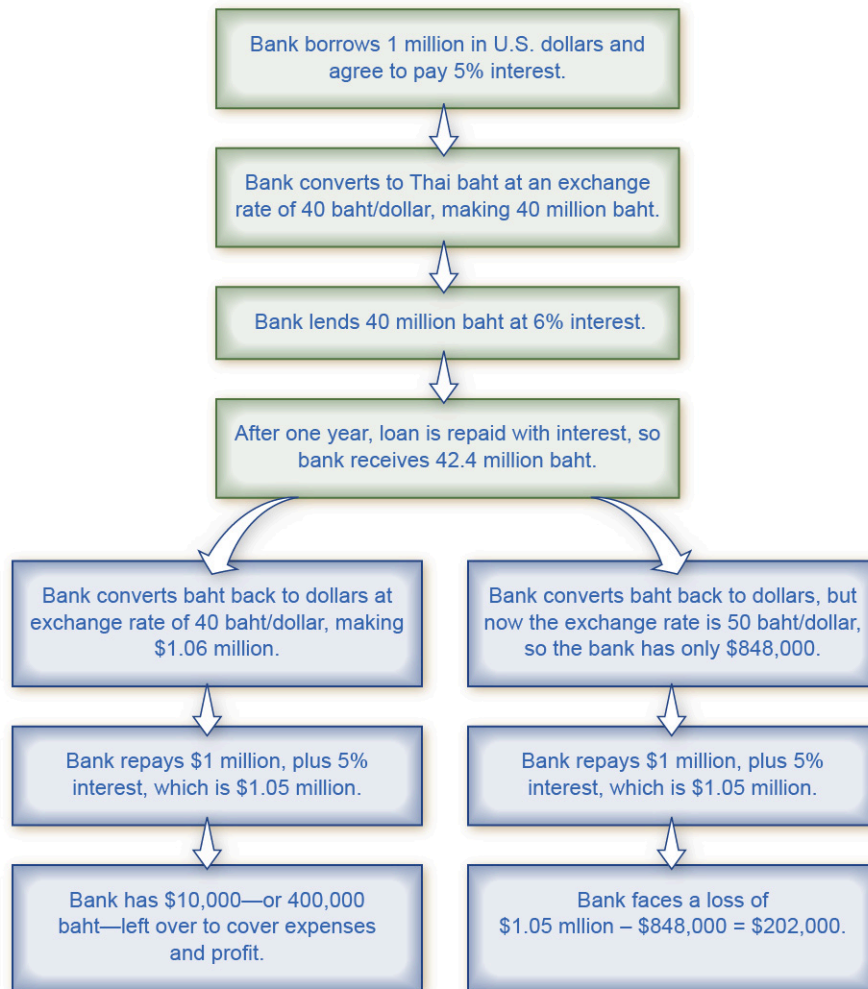 Bank borrows 1 million in U.S. dollars and
agree to pay 5% interest.
Bank converts to Thai baht at an exchange
rate of 40 baht/dollar, making 40 million baht.
Bank lends 40 million baht at 6% interest.
After one year, loan is repaid with interest, so
bank receives 42.4 million baht.
Bank converts baht back to dollars at
exchange rate of 40 baht/dollar, making
$1.06 million.
Bank repays $1 million, plus 5%
interest, which is $1.05 million.
Bank has $10,000—or 400,000
baht—left over to cover expenses
and profit.
Bank converts baht back to dollars, but
now the exchange rate is 50 baht/dollar,
so the bank has only $848,000.
Bank repays $1 million, plus 5%
interest, which is $1.05 million.
Bank faces a loss of
$1.05 mllion – $848,000 = $202,000.